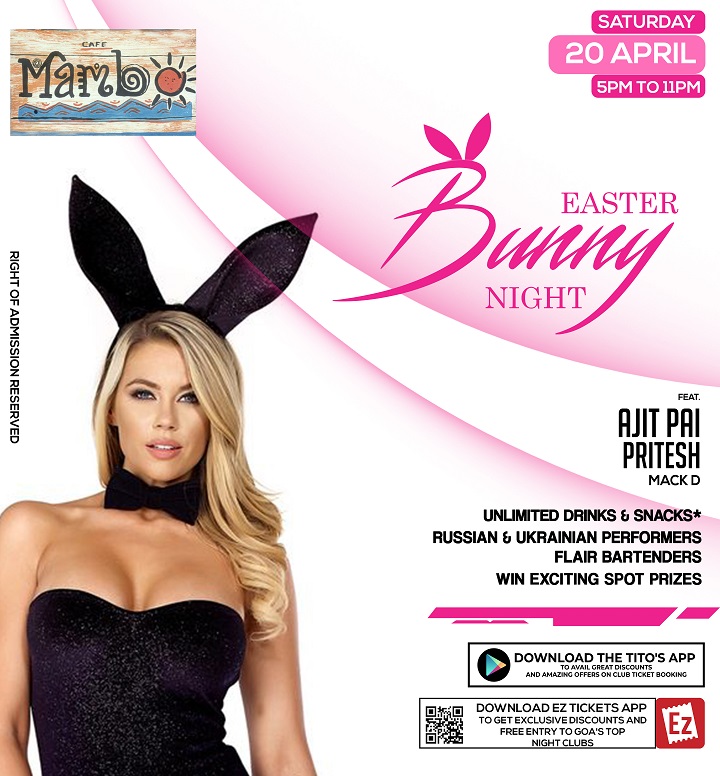 CAFE
Mambo
SATURDAY
20 APRIL
5PM TO 11PM
EASTER
Bunny
NIGHT
RIGHT OF ADMISSION RESERVED
FEAT.
AJIT PAI
PRITESH
MACK D
UNLIMITED DRINKS & SNACKS*
RUSSIAN & UKRAINIAN PERFORMERS
FLAIR BARTENDERS
WIN EXCITING SPOT PRIZES
DOWNLOAD THE TITO'S APP
TO AVAIL GREAT DISCOUNTS
AND AMAZING OFFERS ON CLUB TICKET BOOKING
DOWNLOAD EZ TICKETS APP
TO GET EXCLUSIVE DISCOUNTS AND
FREE ENTRY TO GOA'S TOP
NIGHT CLUBS
Ez